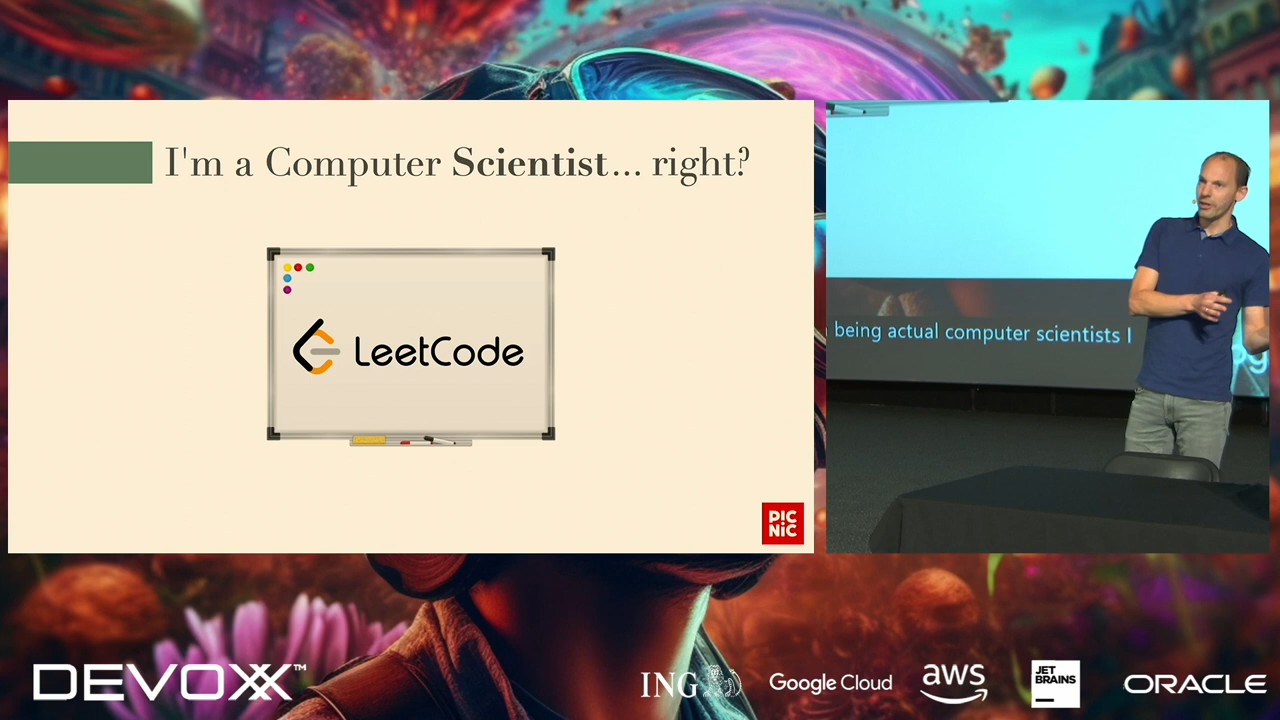 I'm a Computer Scientist... right?
LeetCode
PIC
NIC
being actual computer scientists I
DEVOXX™
ING
Google Cloud
aws
JET
BRAINS
ORACLE